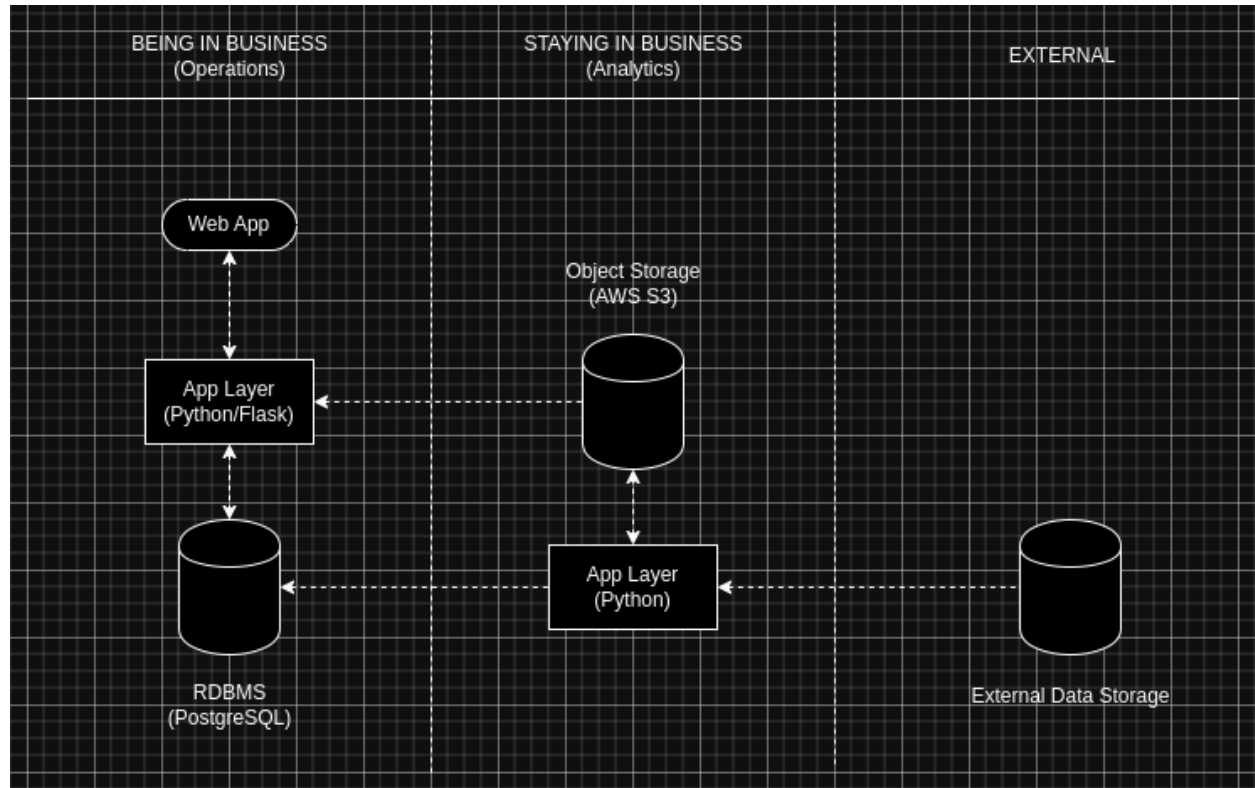 BEING IN BUSINESS
(Operations)
STAYING IN BUSINESS
(Analytics)
EXTERNAL
Web App
Object Storage
(AWS S3)
App Layer
(Python/Flask)
App Layer
(Python)
RDBMS
(PostgreSQL)
External Data Storage